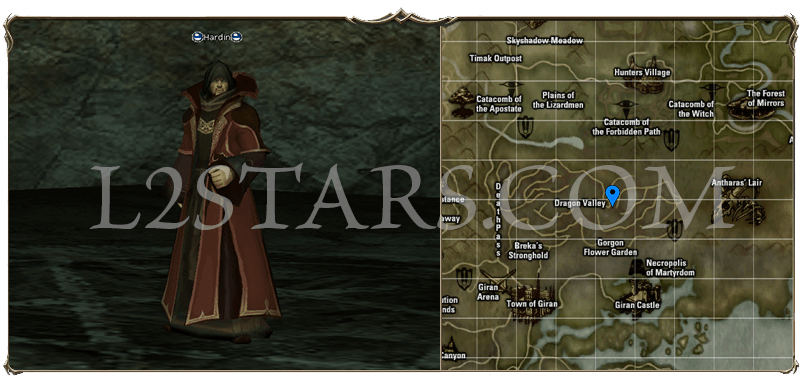 Hardin
L2STARS.COM
Skyshadow Meadow
Timak Outpost
Hunters Village
Catacomb of
the Apostate
Plains of
the Lizardmen
Catacomb of
the Witch
The Forest
of Mirrors
Catacomb of
the Forbidden Path
Death Pass
Dragon Valley
Antharas' Lair
away
Breka's
Stronghold
Gorgon
Flower Garden
Necropolis
of Martyrdom
Giran
Arena
Town of Giran
Giran Castle
Canyon